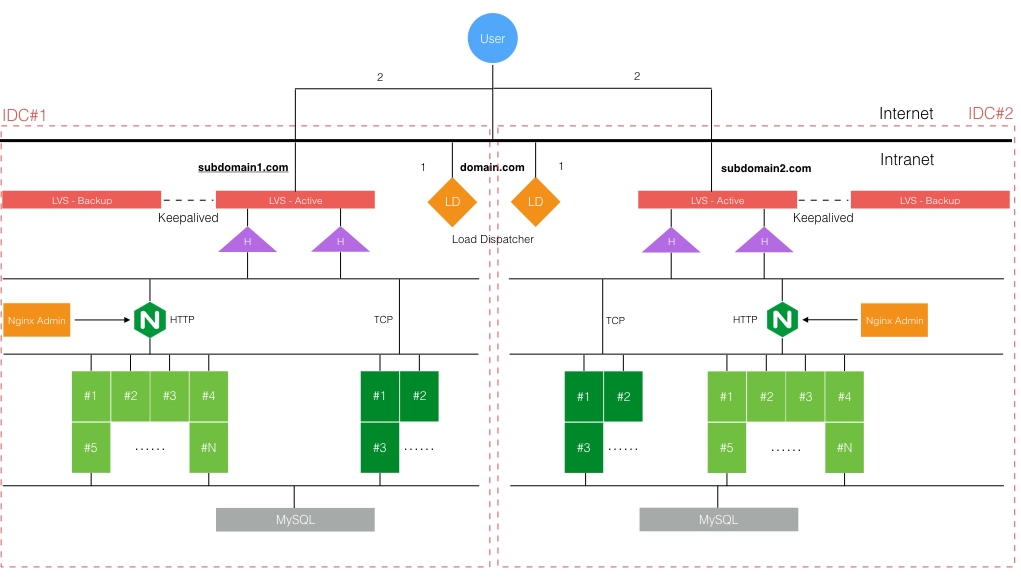 User
2
2
IDC#1
Internet
IDC#2
Intranet
subdomain1.com
1
domain.com
1
subdomain2.com
LVS - Backup
LVS - Active
LD
LD
LVS - Active
LVS - Backup
Keepalived
Keepalived
Load Dispatcher
H
H
H
H
Nginx Admin
N
HTTP
TCP
TCP
HTTP
N
Nginx Admin
#1
#2
#3
#4
#1
#2
#1
#2
#1
#2
#3
#4
#5
......
#N
#3
......
#3
......
#5
......
#N
MySQL
MySQL